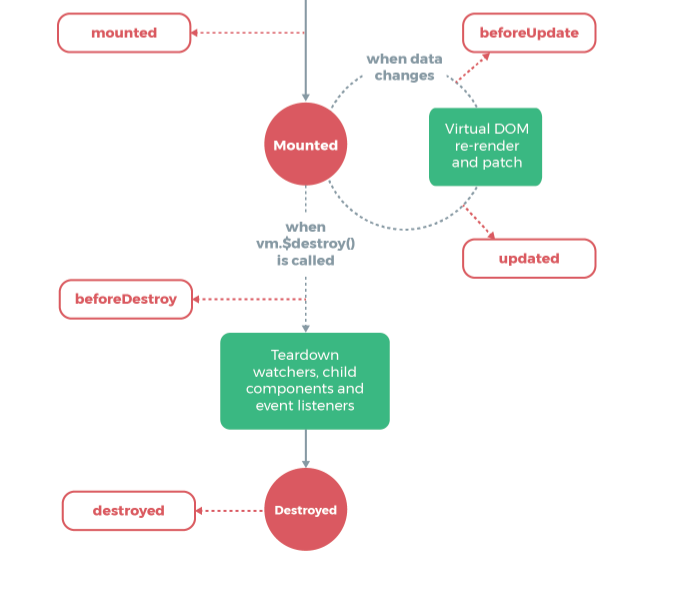 mounted
when data
changes
beforeUpdate
Mounted
Virtual DOM
re-render
and patch
when
vm.$destroy()
is called
updated
beforeDestroy
Teardown
watchers, child
components and
event listeners
destroyed
Destroyed